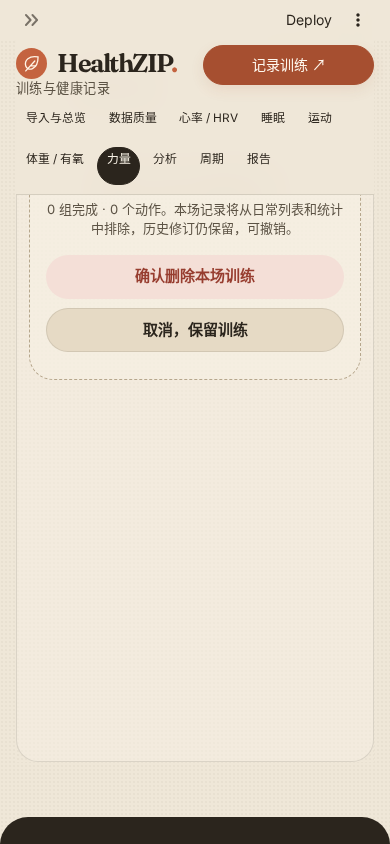 Deploy
HealthZIP.
记录训练 ↗
训练与健康记录
导入与总览 数据质量 心率 / HRV 睡眠 运动
体重 / 有氧 力量 分析 周期 报告
0 组完成 · 0 个动作。本场记录将从日常列表和统计
中排除，历史修订仍保留，可撤销。
确认删除本场训练
取消，保留训练